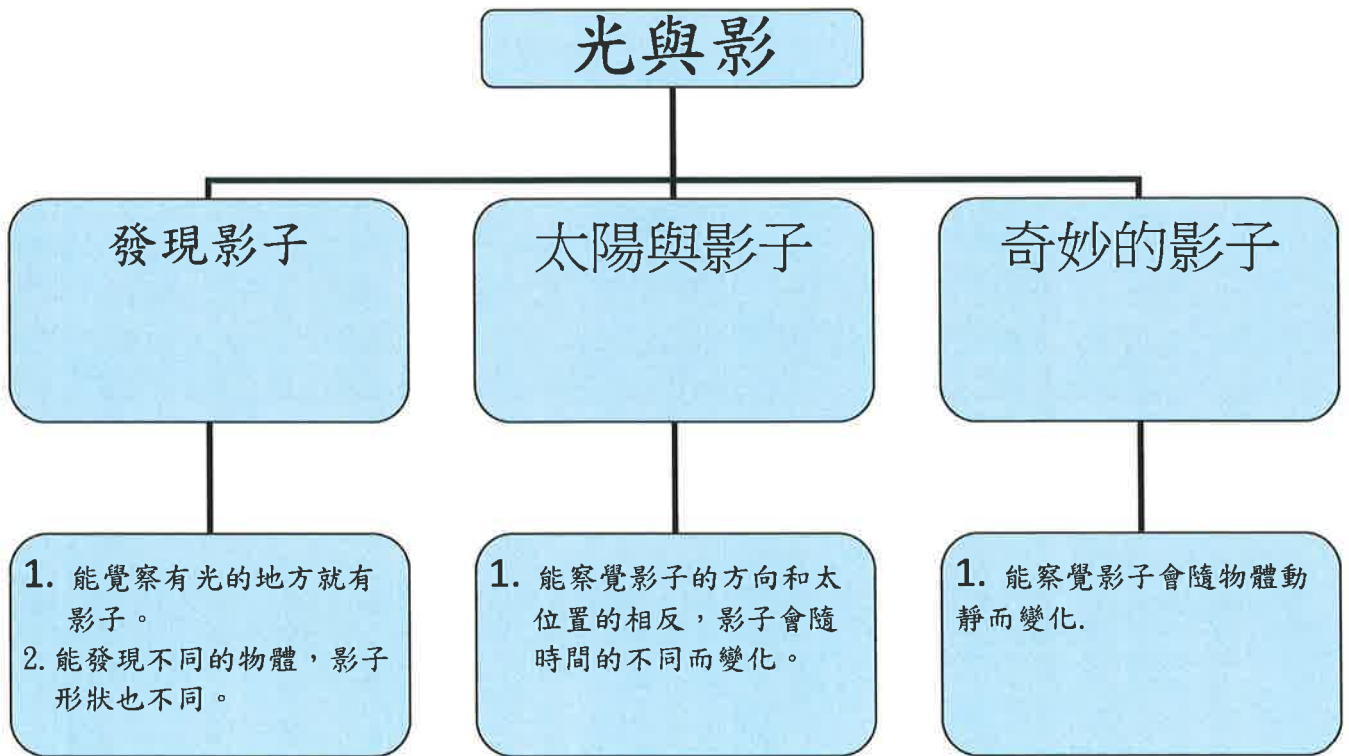 光與影
發現影子
太陽與影子
奇妙的影子
1. 能覺察有光的地方就有
影子。
2. 能發現不同的物體，影子
形狀也不同。
1. 能察覺影子的方向和太
位置的相反，影子會隨
時間的不同而變化。
1. 能察覺影子會隨物體動
靜而變化.